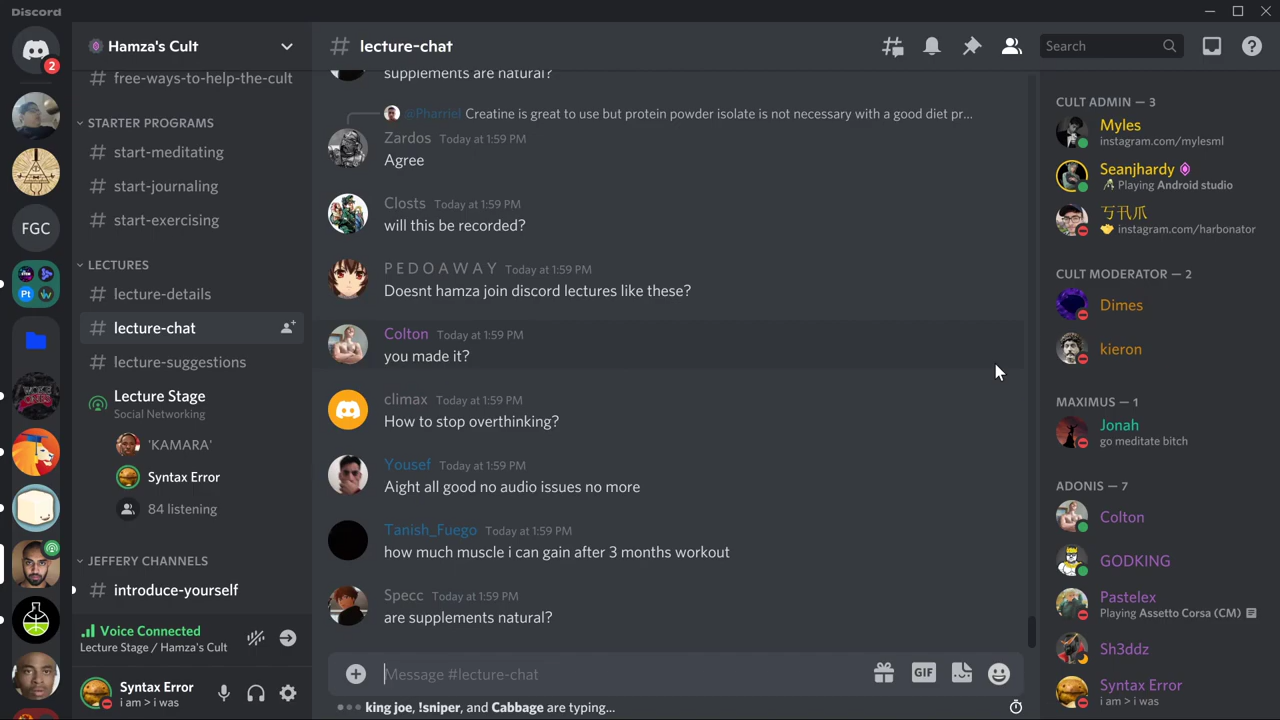 Discord
2
FGC
Pt
Hamza's Cult
free-ways-to-help-the-cult
STARTER PROGRAMS
# start-meditating
# start-journaling
# start-exercising
LECTURES
# lecture-details
# lecture-chat
# lecture-suggestions
Lecture Stage
Social Networking
'KAMARA'
Syntax Error
84 listening
JEFFERY CHANNELS
# introduce-yourself
Voice Connected
Lecture Stage / Hamza's Cult
Syntax Error
i am > i was
# lecture-chat
Search
supplements are natural?
@Pharriel Creatine is great to use but protein powder isolate is not necessary with a good diet pr...
Zardos Today at 1:59 PM
Agree
Closts Today at 1:59 PM
will this be recorded?
P E D O A W A Y Today at 1:59 PM
Doesnt hamza join discord lectures like these?
Colton Today at 1:59 PM
you made it?
climax Today at 1:59 PM
How to stop overthinking?
Yousef Today at 1:59 PM
Aight all good no audio issues no more
Tanish_Fuego Today at 1:59 PM
how much muscle i can gain after 3 months workout
Specc Today at 1:59 PM
are supplements natural?
Message #lecture-chat
GIF
king joe, !sniper, and Cabbage are typing...
CULT ADMIN — 3
Myles
instagram.com/mylesml
Seanjhardy
Playing Android studio
instagram.com/harbonator
CULT MODERATOR — 2
Dimes
kieron
MAXIMUS — 1
Jonah
go meditate bitch
ADONIS — 7
Colton
GODKING
Pastelex
Playing Assetto Corsa (CM)
Sh3ddz
Syntax Error
i am > i was